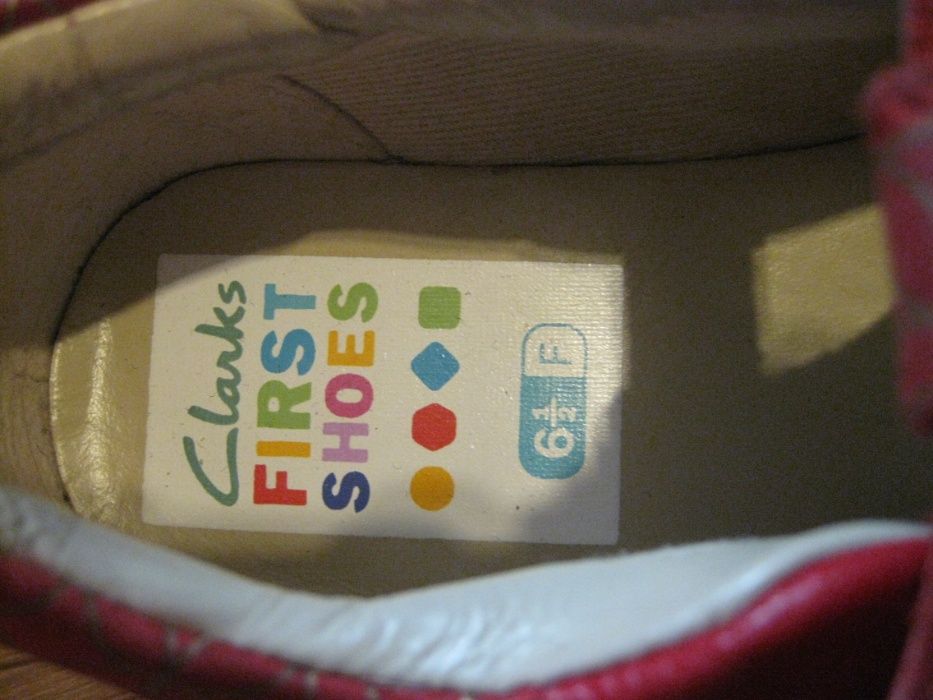 Clarks
FIRST
SHOES
6½ F